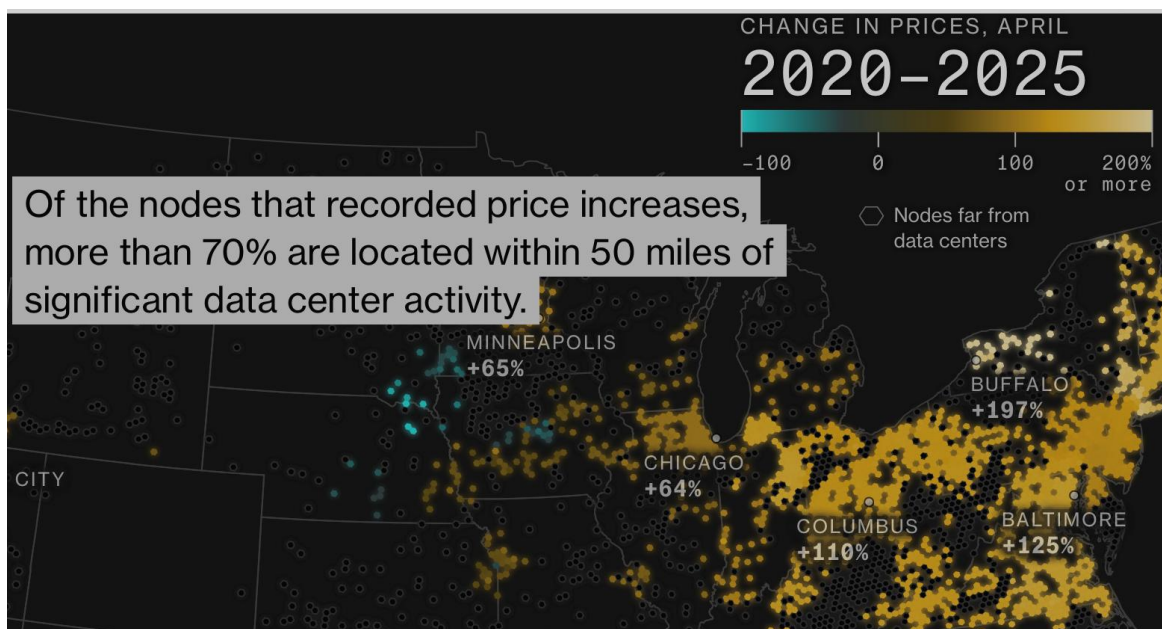 CHANGE IN PRICES, APRIL
2020–2025
-100 0 100 200%
or more
Nodes far from
data centers
Of the nodes that recorded price increases,
more than 70% are located within 50 miles of
significant data center activity.
MINNEAPOLIS
+65%
BUFFALO
+197%
CHICAGO
+64%
CITY
COLUMBUS
+110%
BALTIMORE
+125%